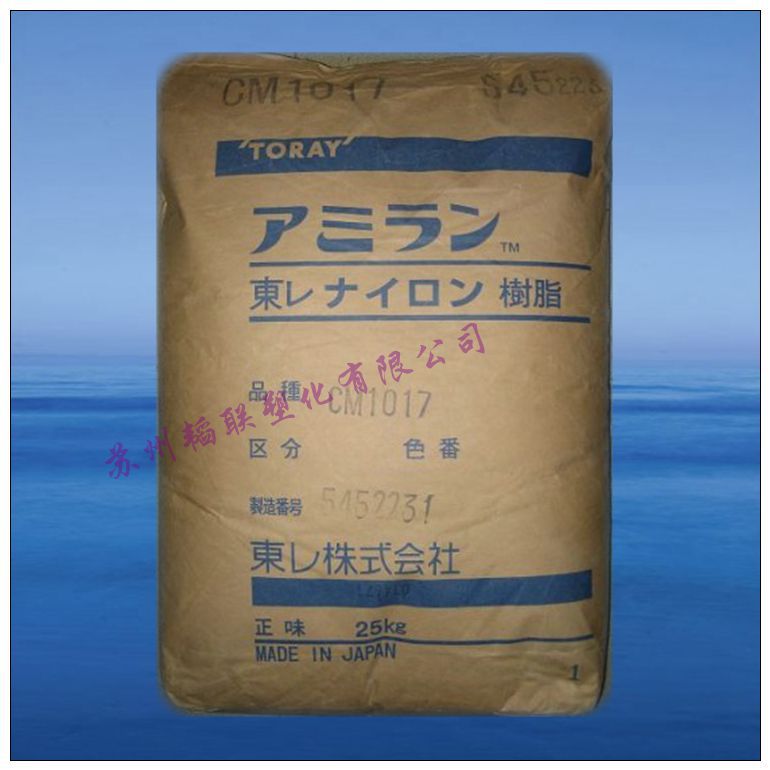 CM1017 S45223
TORAY
アミラン™
東レナイロン 樹脂
品種 CM1017
苏州韬联塑化有限公司
区分 色番
製造番号 5452231
東レ株式会社
正味 25kg
MADE IN JAPAN
1